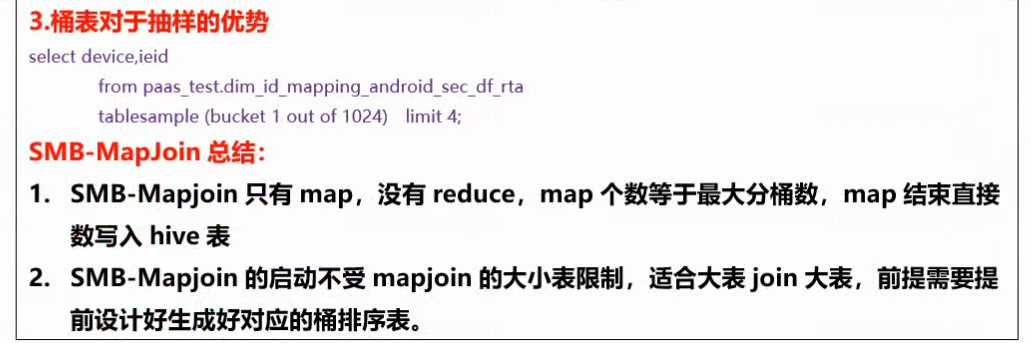 3.桶表对于抽样的优势
select device,ieid
from paas_test.dim_id_mapping_android_sec_df_rta
tablesample (bucket 1 out of 1024) limit 4;
SMB-MapJoin 总结：
1. SMB-Mapjoin 只有 map，没有 reduce，map 个数等于最大分桶数，map 结束直接
数写入 hive 表
2. SMB-Mapjoin 的启动不受 mapjoin 的大小表限制，适合大表 join 大表，前提需要提
前设计好生成好对应的桶排序表。